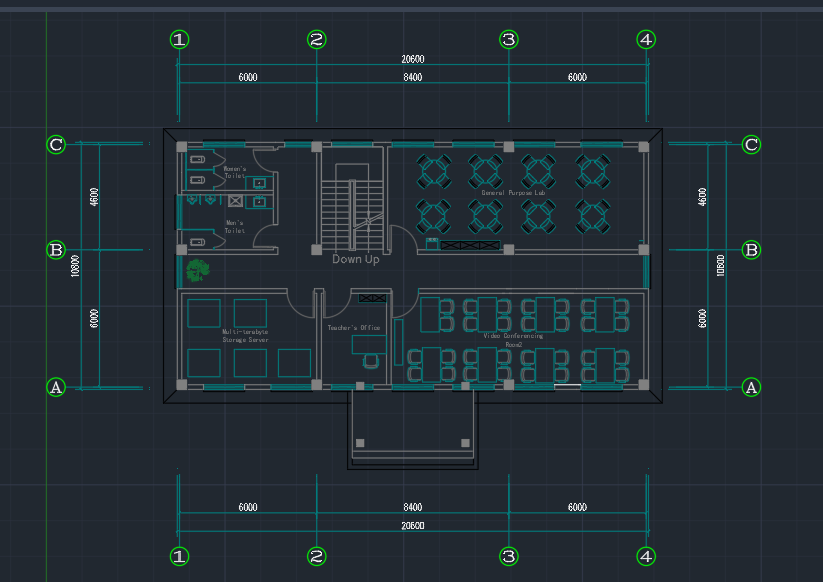 1 2 3 4
20600
6000 8400 6000
C C
4600 4600
Women's
Toilet
General Purpose Lab
Men's
Toilet
B B
Down Up
10800 10800
6000 6000
Multi-terabyte
Storage Server
Teacher's Office
Video Conferencing
Room2
A A
6000 8400 6000
20600
1 2 3 4